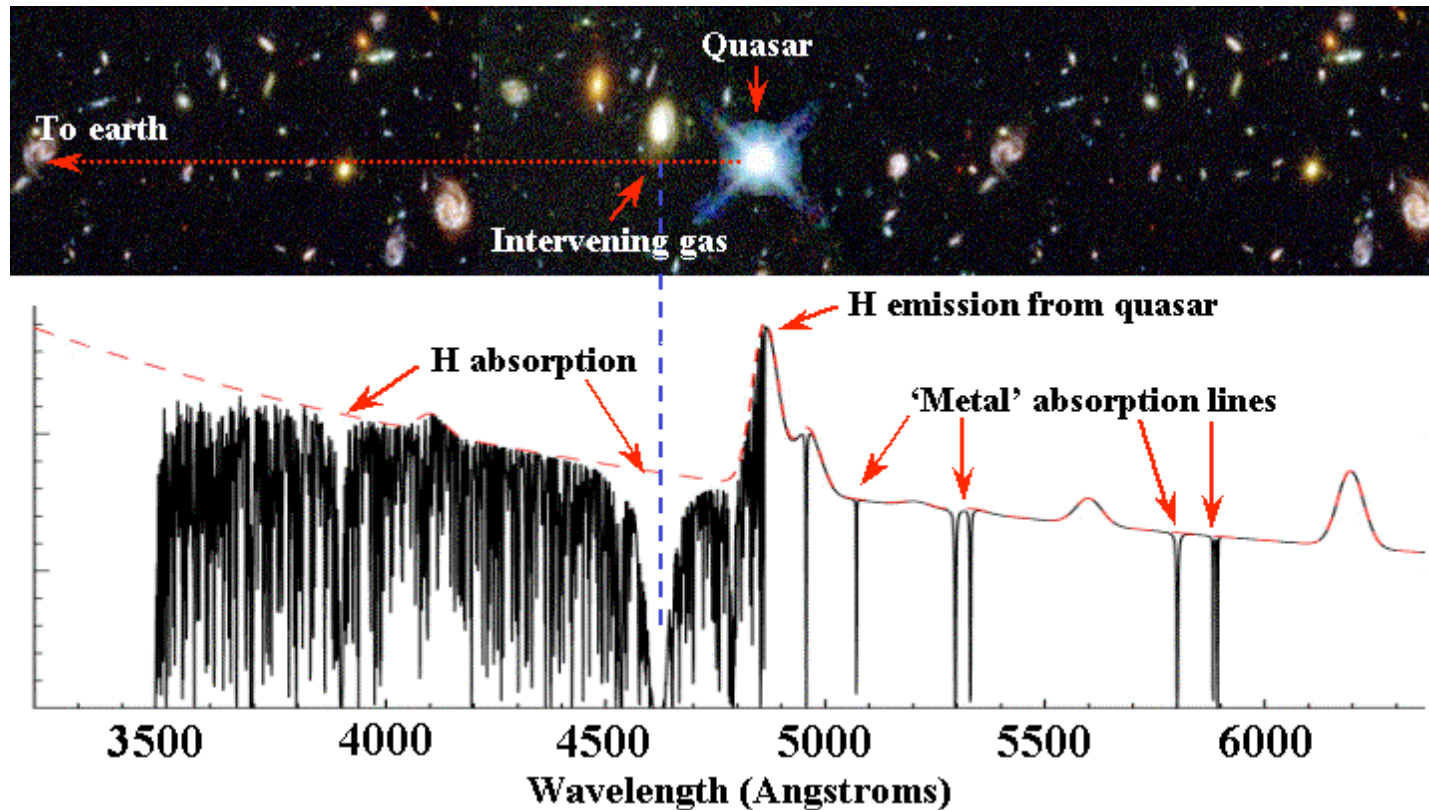 Quasar
To earth
Intervening gas
H emission from quasar
H absorption
‘Metal’ absorption lines
3500 4000 4500 5000 5500 6000
Wavelength (Angstroms)